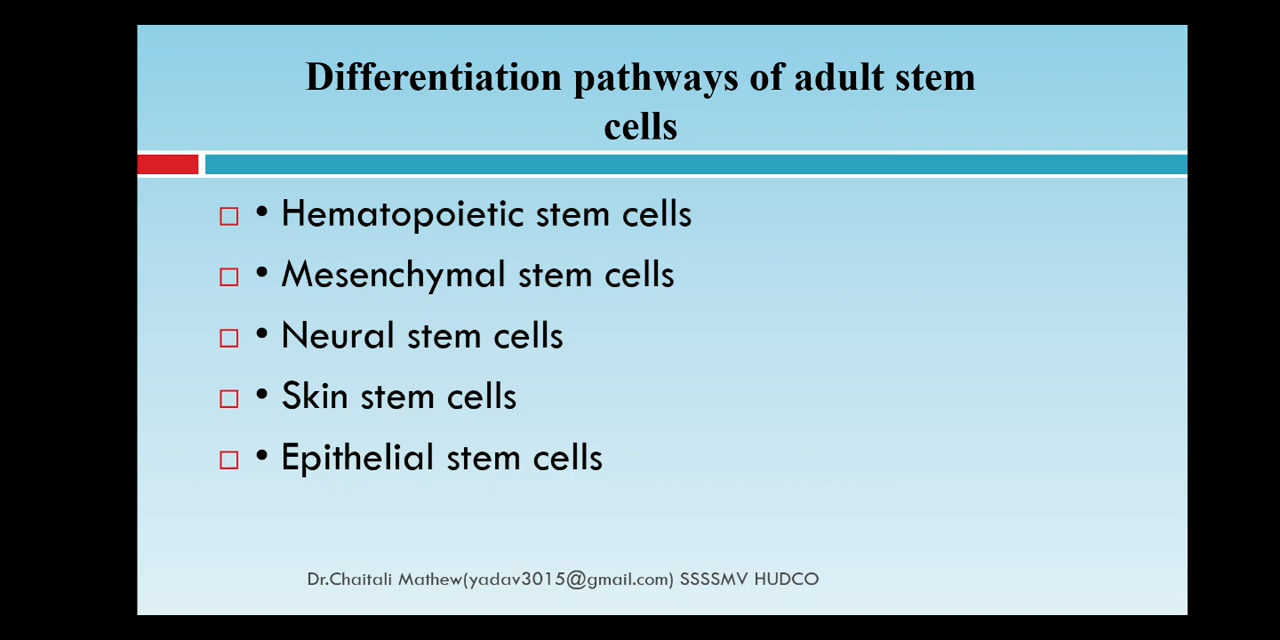 Differentiation pathways of adult stem
cells
• Hematopoietic stem cells
• Mesenchymal stem cells
• Neural stem cells
• Skin stem cells
• Epithelial stem cells
Dr.Chaitali Mathew(yadav3015@gmail.com) SSSSMV HUDCO